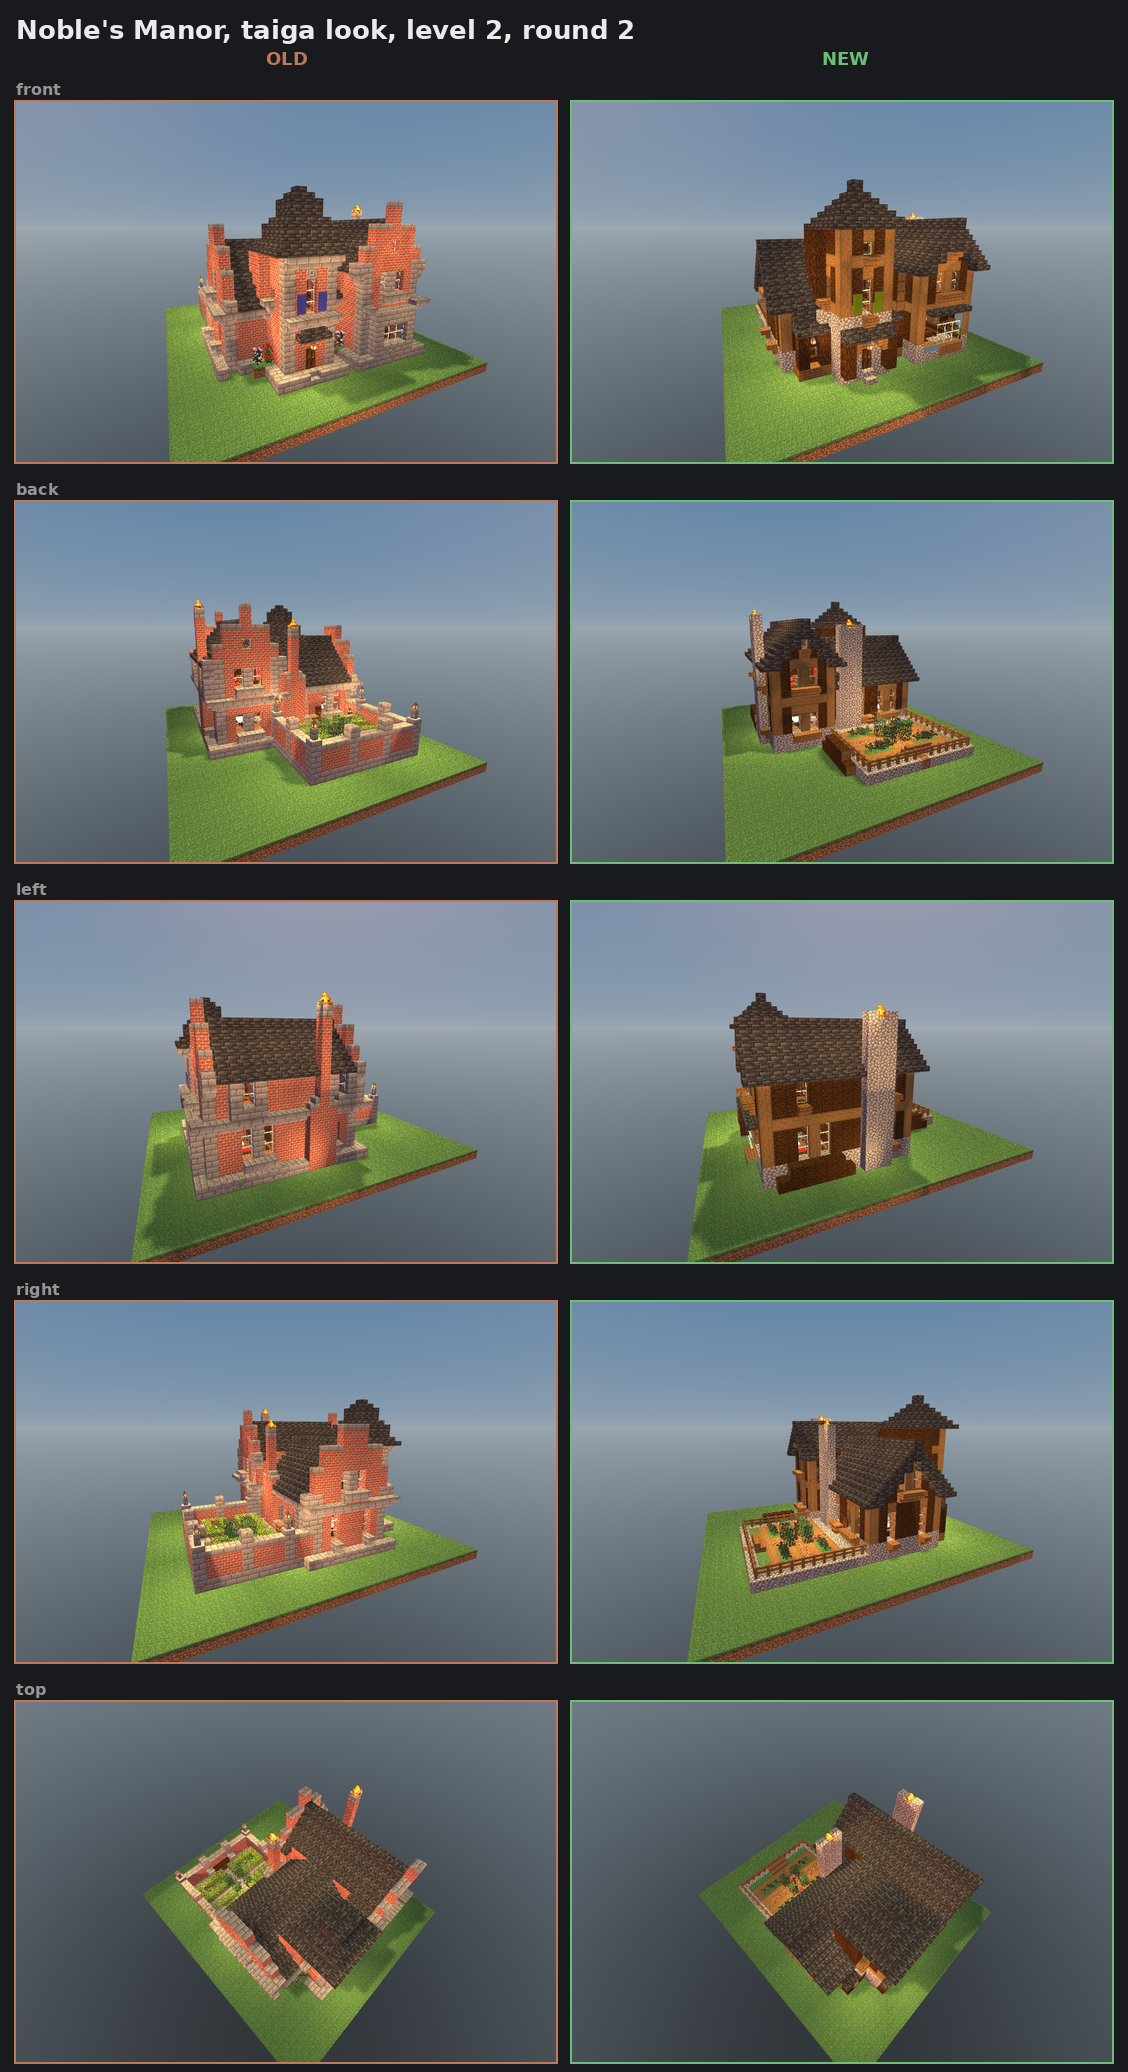 Noble's Manor, taiga look, level 2, round 2
OLD
NEW
front
back
left
right
top